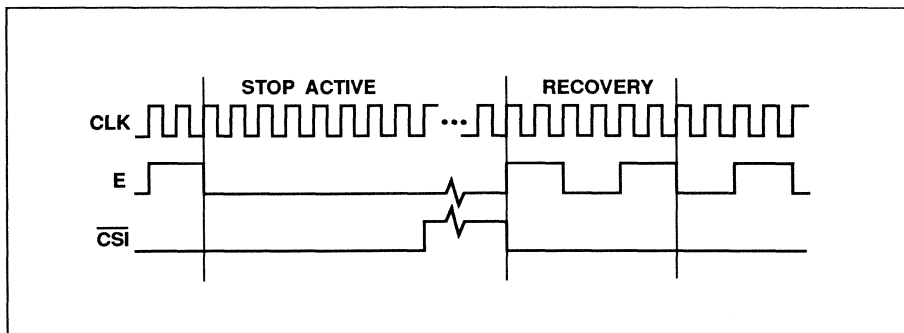 STOP ACTIVE RECOVERY
CLK
•••
E
CSI